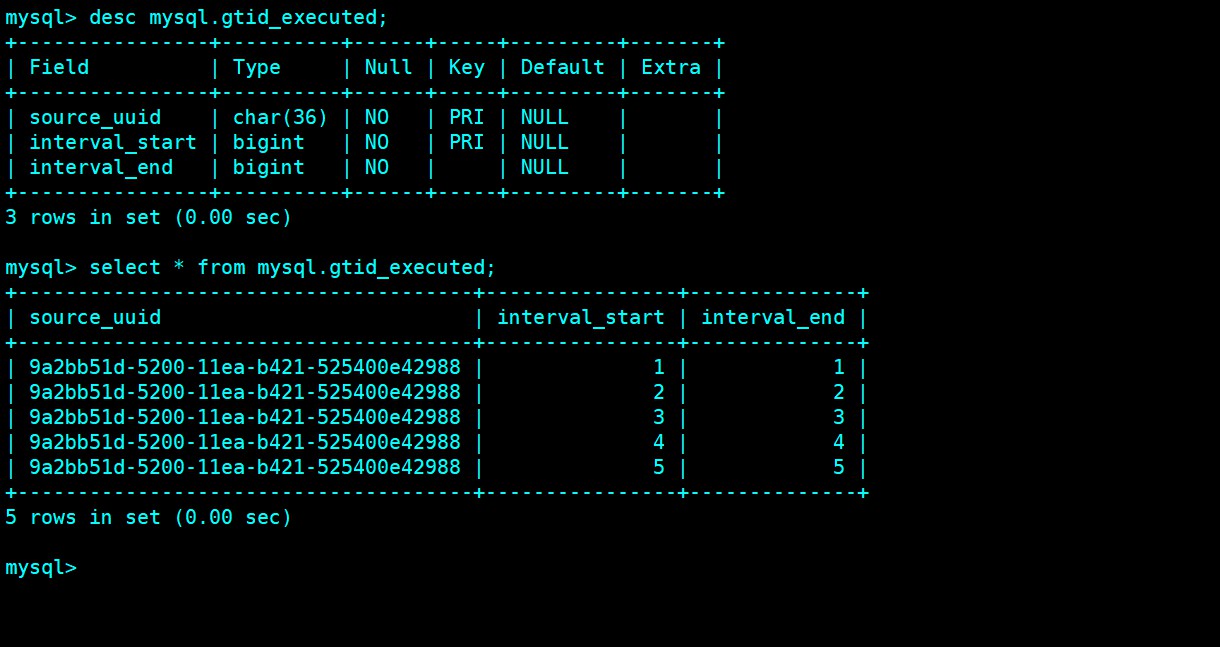 mysql> desc mysql.gtid_executed;
+----------------+----------+------+-----+---------+-------+
| Field          | Type     | Null | Key | Default | Extra |
+----------------+----------+------+-----+---------+-------+
| source_uuid    | char(36) | NO   | PRI | NULL    |       |
| interval_start | bigint   | NO   | PRI | NULL    |       |
| interval_end   | bigint   | NO   |     | NULL    |       |
+----------------+----------+------+-----+---------+-------+
3 rows in set (0.00 sec)

mysql> select * from mysql.gtid_executed;
+--------------------------------------+----------------+--------------+
| source_uuid                          | interval_start | interval_end |
+--------------------------------------+----------------+--------------+
| 9a2bb51d-5200-11ea-b421-525400e42988 |              1 |            1 |
| 9a2bb51d-5200-11ea-b421-525400e42988 |              2 |            2 |
| 9a2bb51d-5200-11ea-b421-525400e42988 |              3 |            3 |
| 9a2bb51d-5200-11ea-b421-525400e42988 |              4 |            4 |
| 9a2bb51d-5200-11ea-b421-525400e42988 |              5 |            5 |
+--------------------------------------+----------------+--------------+
5 rows in set (0.00 sec)

mysql>